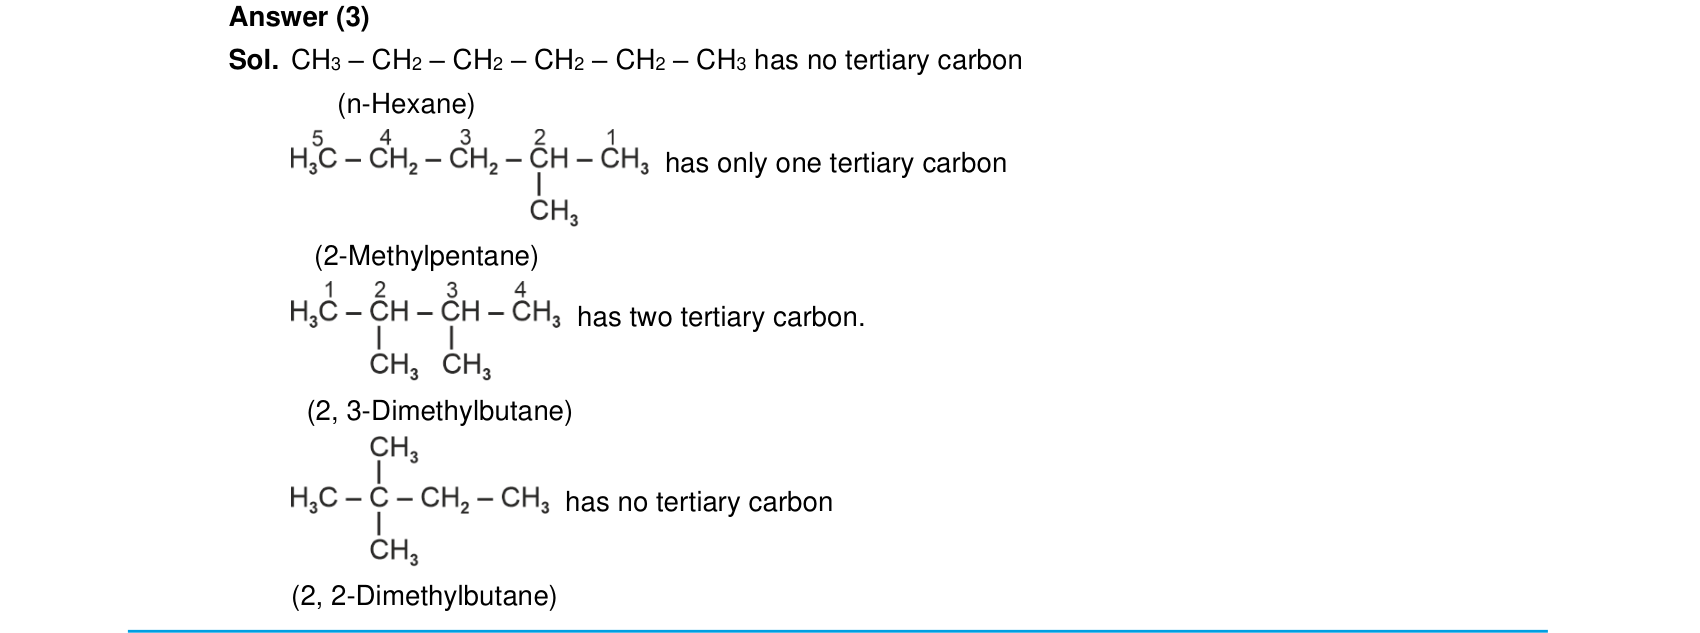 Answer (3)
Sol. CH3 – CH2 – CH2 – CH2 – CH2 – CH3 has no tertiary carbon
(n-Hexane)
5 4 3 2 1
H3C – CH2 – CH2 – CH – CH3 has only one tertiary carbon
|
CH3
(2-Methylpentane)
1 2 3 4
H3C – CH – CH – CH3 has two tertiary carbon.
| |
CH3 CH3
(2, 3-Dimethylbutane)
CH3
|
H3C – C – CH2 – CH3 has no tertiary carbon
|
CH3
(2, 2-Dimethylbutane)